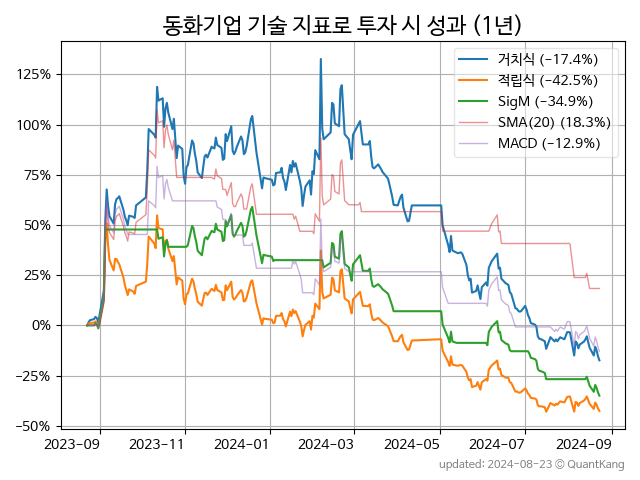 동화기업 기술 지표로 투자 시 성과 (1년)
거치식 (−17.4%)
적립식 (−42.5%)
SigM (−34.9%)
SMA(20) (18.3%)
MACD (−12.9%)
125%
100%
75%
50%
25%
0%
−25%
−50%
2023-09 2023-11 2024-01 2024-03 2024-05 2024-07 2024-09
updated: 2024-08-23 © QuantKang